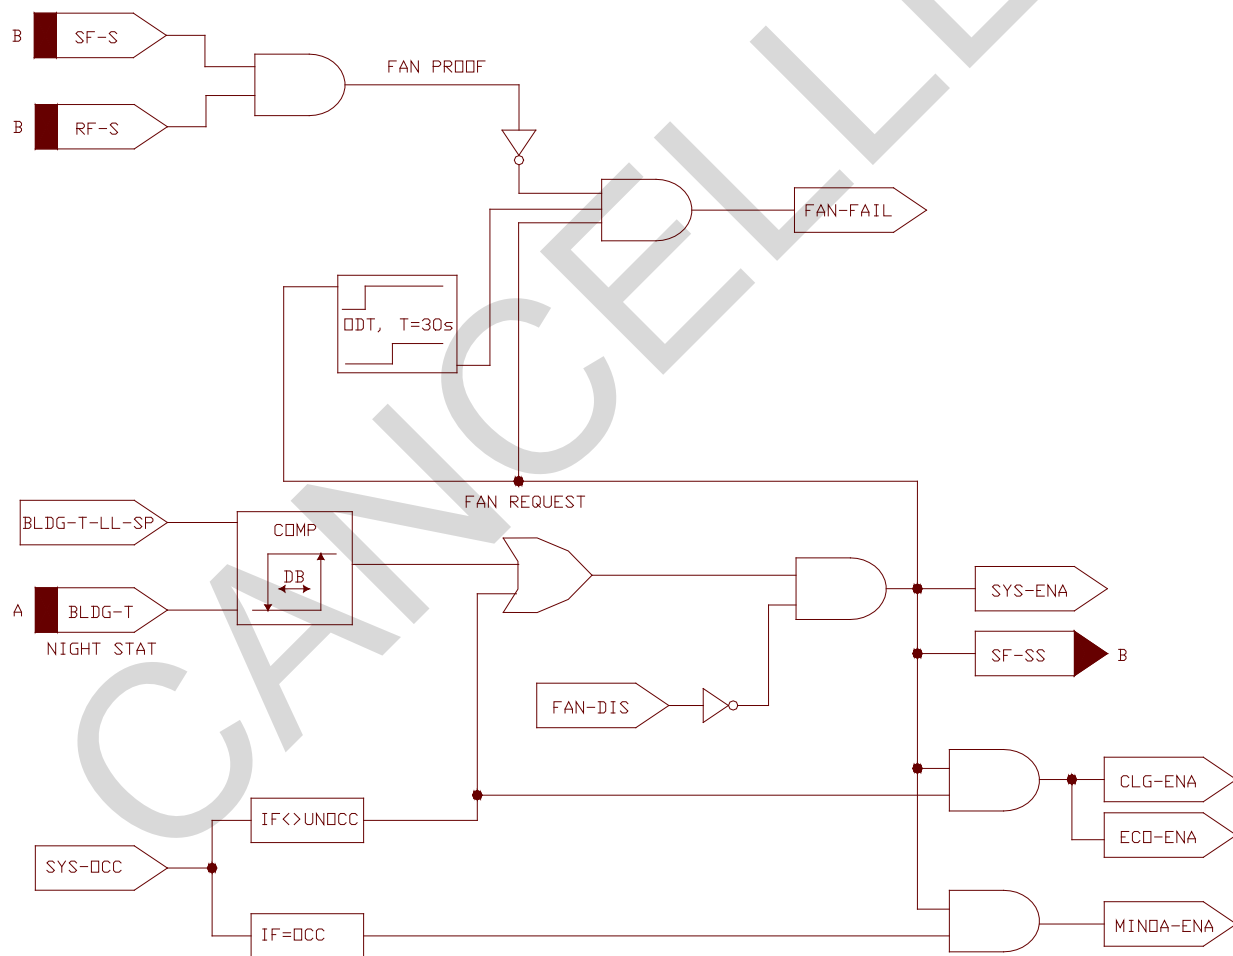 B SF-S
FAN PROOF
B RF-S
FAN-FAIL
ODT, T=30s
FAN REQUEST
BLDG-T-LL-SP
COMP
DB
A BLDG-T
NIGHT STAT
SYS-ENA
SF-SS B
FAN-DIS
CLG-ENA
IF<>UNOCC
ECO-ENA
SYS-OCC
IF=OCC
MINOA-ENA
CANCELL